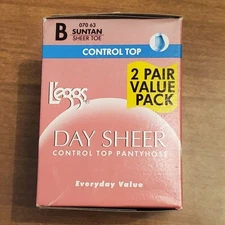 B
070 63
SUNTAN
SHEER TOE
CONTROL TOP
2 PAIR
VALUE
PACK
L'eggs
DAY SHEER
CONTROL TOP PANTYHOSE
Everyday Value